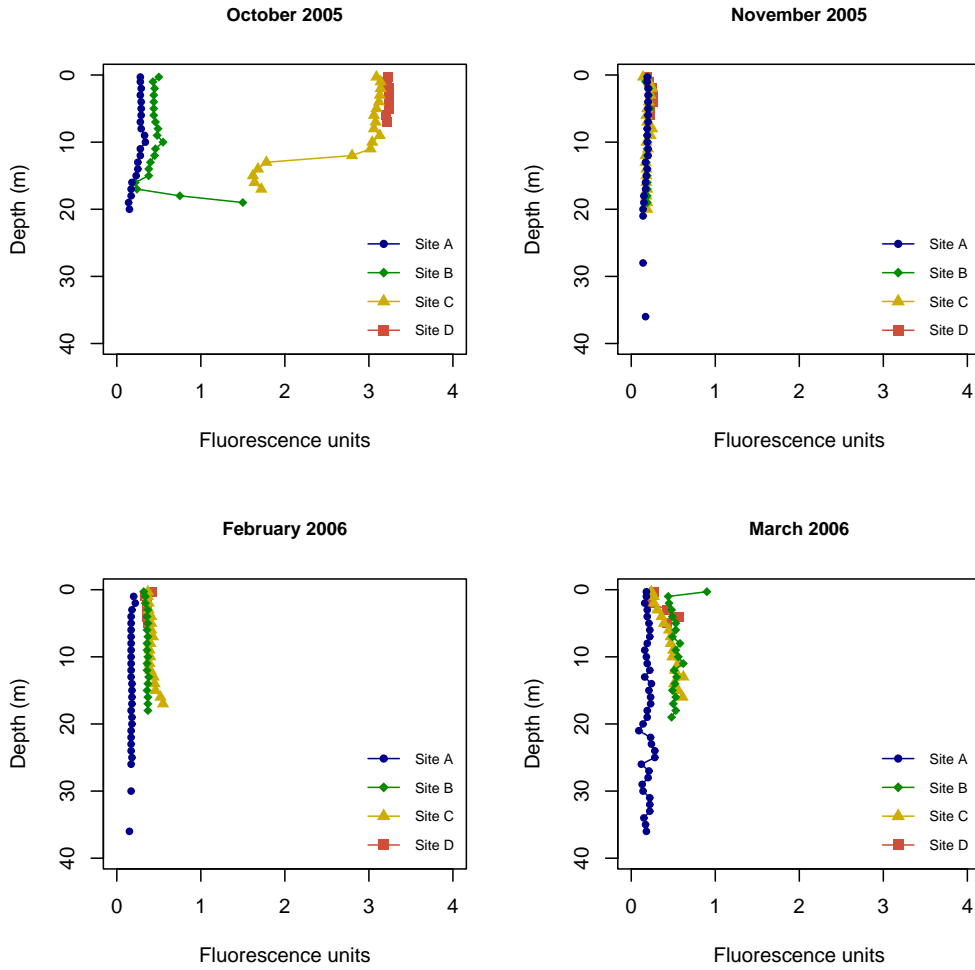 October 2005
0
10
20
30
40
Depth (m)
Site A
Site B
Site C
Site D
0 1 2 3 4
Fluorescence units
November 2005
0
10
20
30
40
Depth (m)
Site A
Site B
Site C
Site D
0 1 2 3 4
Fluorescence units
February 2006
0
10
20
30
40
Depth (m)
Site A
Site B
Site C
Site D
0 1 2 3 4
Fluorescence units
March 2006
0
10
20
30
40
Depth (m)
Site A
Site B
Site C
Site D
0 1 2 3 4
Fluorescence units